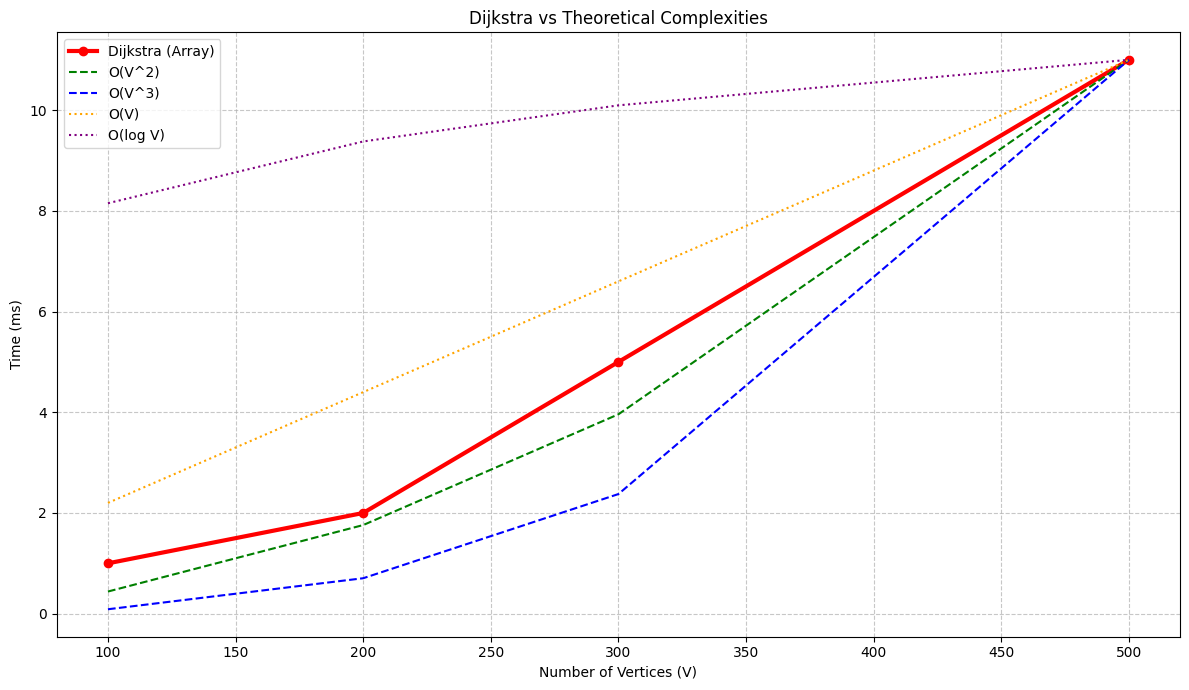 Dijkstra vs Theoretical Complexities
Dijkstra (Array)
O(V^2)
O(V^3)
O(V)
O(log V)
Time (ms)
10
8
6
4
2
0
100 150 200 250 300 350 400 450 500
Number of Vertices (V)